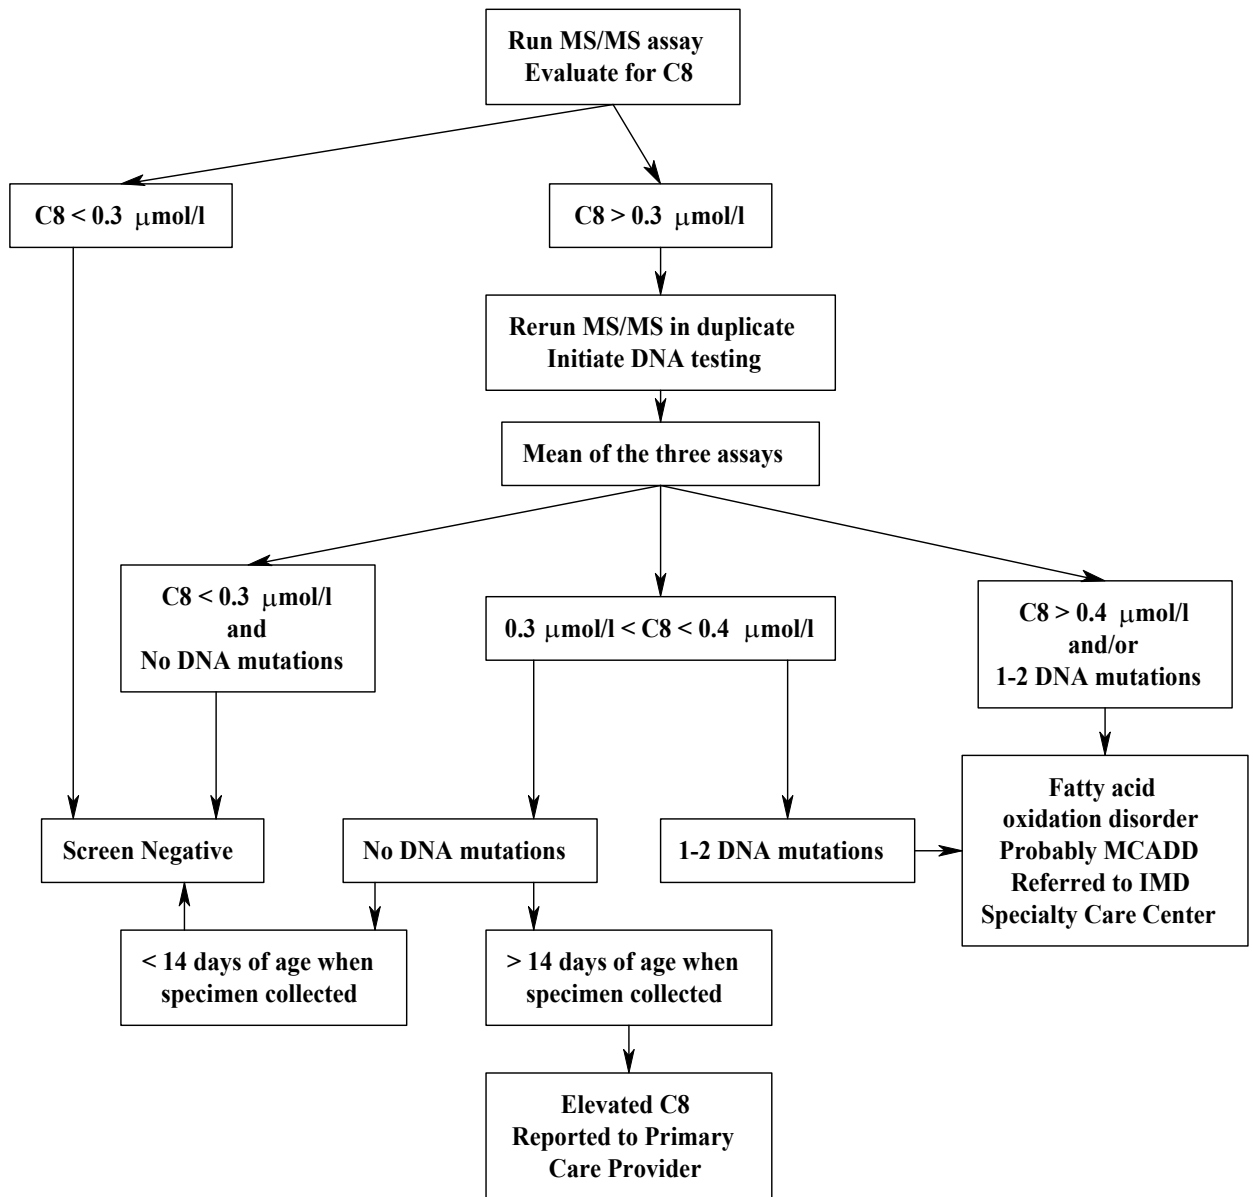 Run MS/MS assay
Evaluate for C8
C8 < 0.3 μmol/l
C8 > 0.3 μmol/l
Rerun MS/MS in duplicate
Initiate DNA testing
Mean of the three assays
C8 < 0.3 μmol/l
and
No DNA mutations
0.3 μmol/l < C8 < 0.4 μmol/l
C8 > 0.4 μmol/l
and/or
1-2 DNA mutations
Screen Negative
No DNA mutations
1-2 DNA mutations
Fatty acid
oxidation disorder
Probably MCADD
Referred to IMD
Specialty Care Center
< 14 days of age when
specimen collected
> 14 days of age when
specimen collected
Elevated C8
Reported to Primary
Care Provider